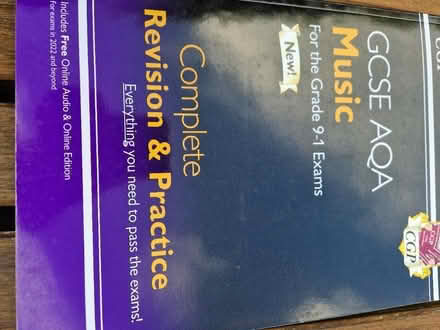 GCSE AQA
Music
For the Grade 9-1 Exams
New!
CGP
Complete
Revision & Practice
Everything you need to pass the exams!
Includes Free Online Audio & Online Edition
For exams in 2022 and beyond